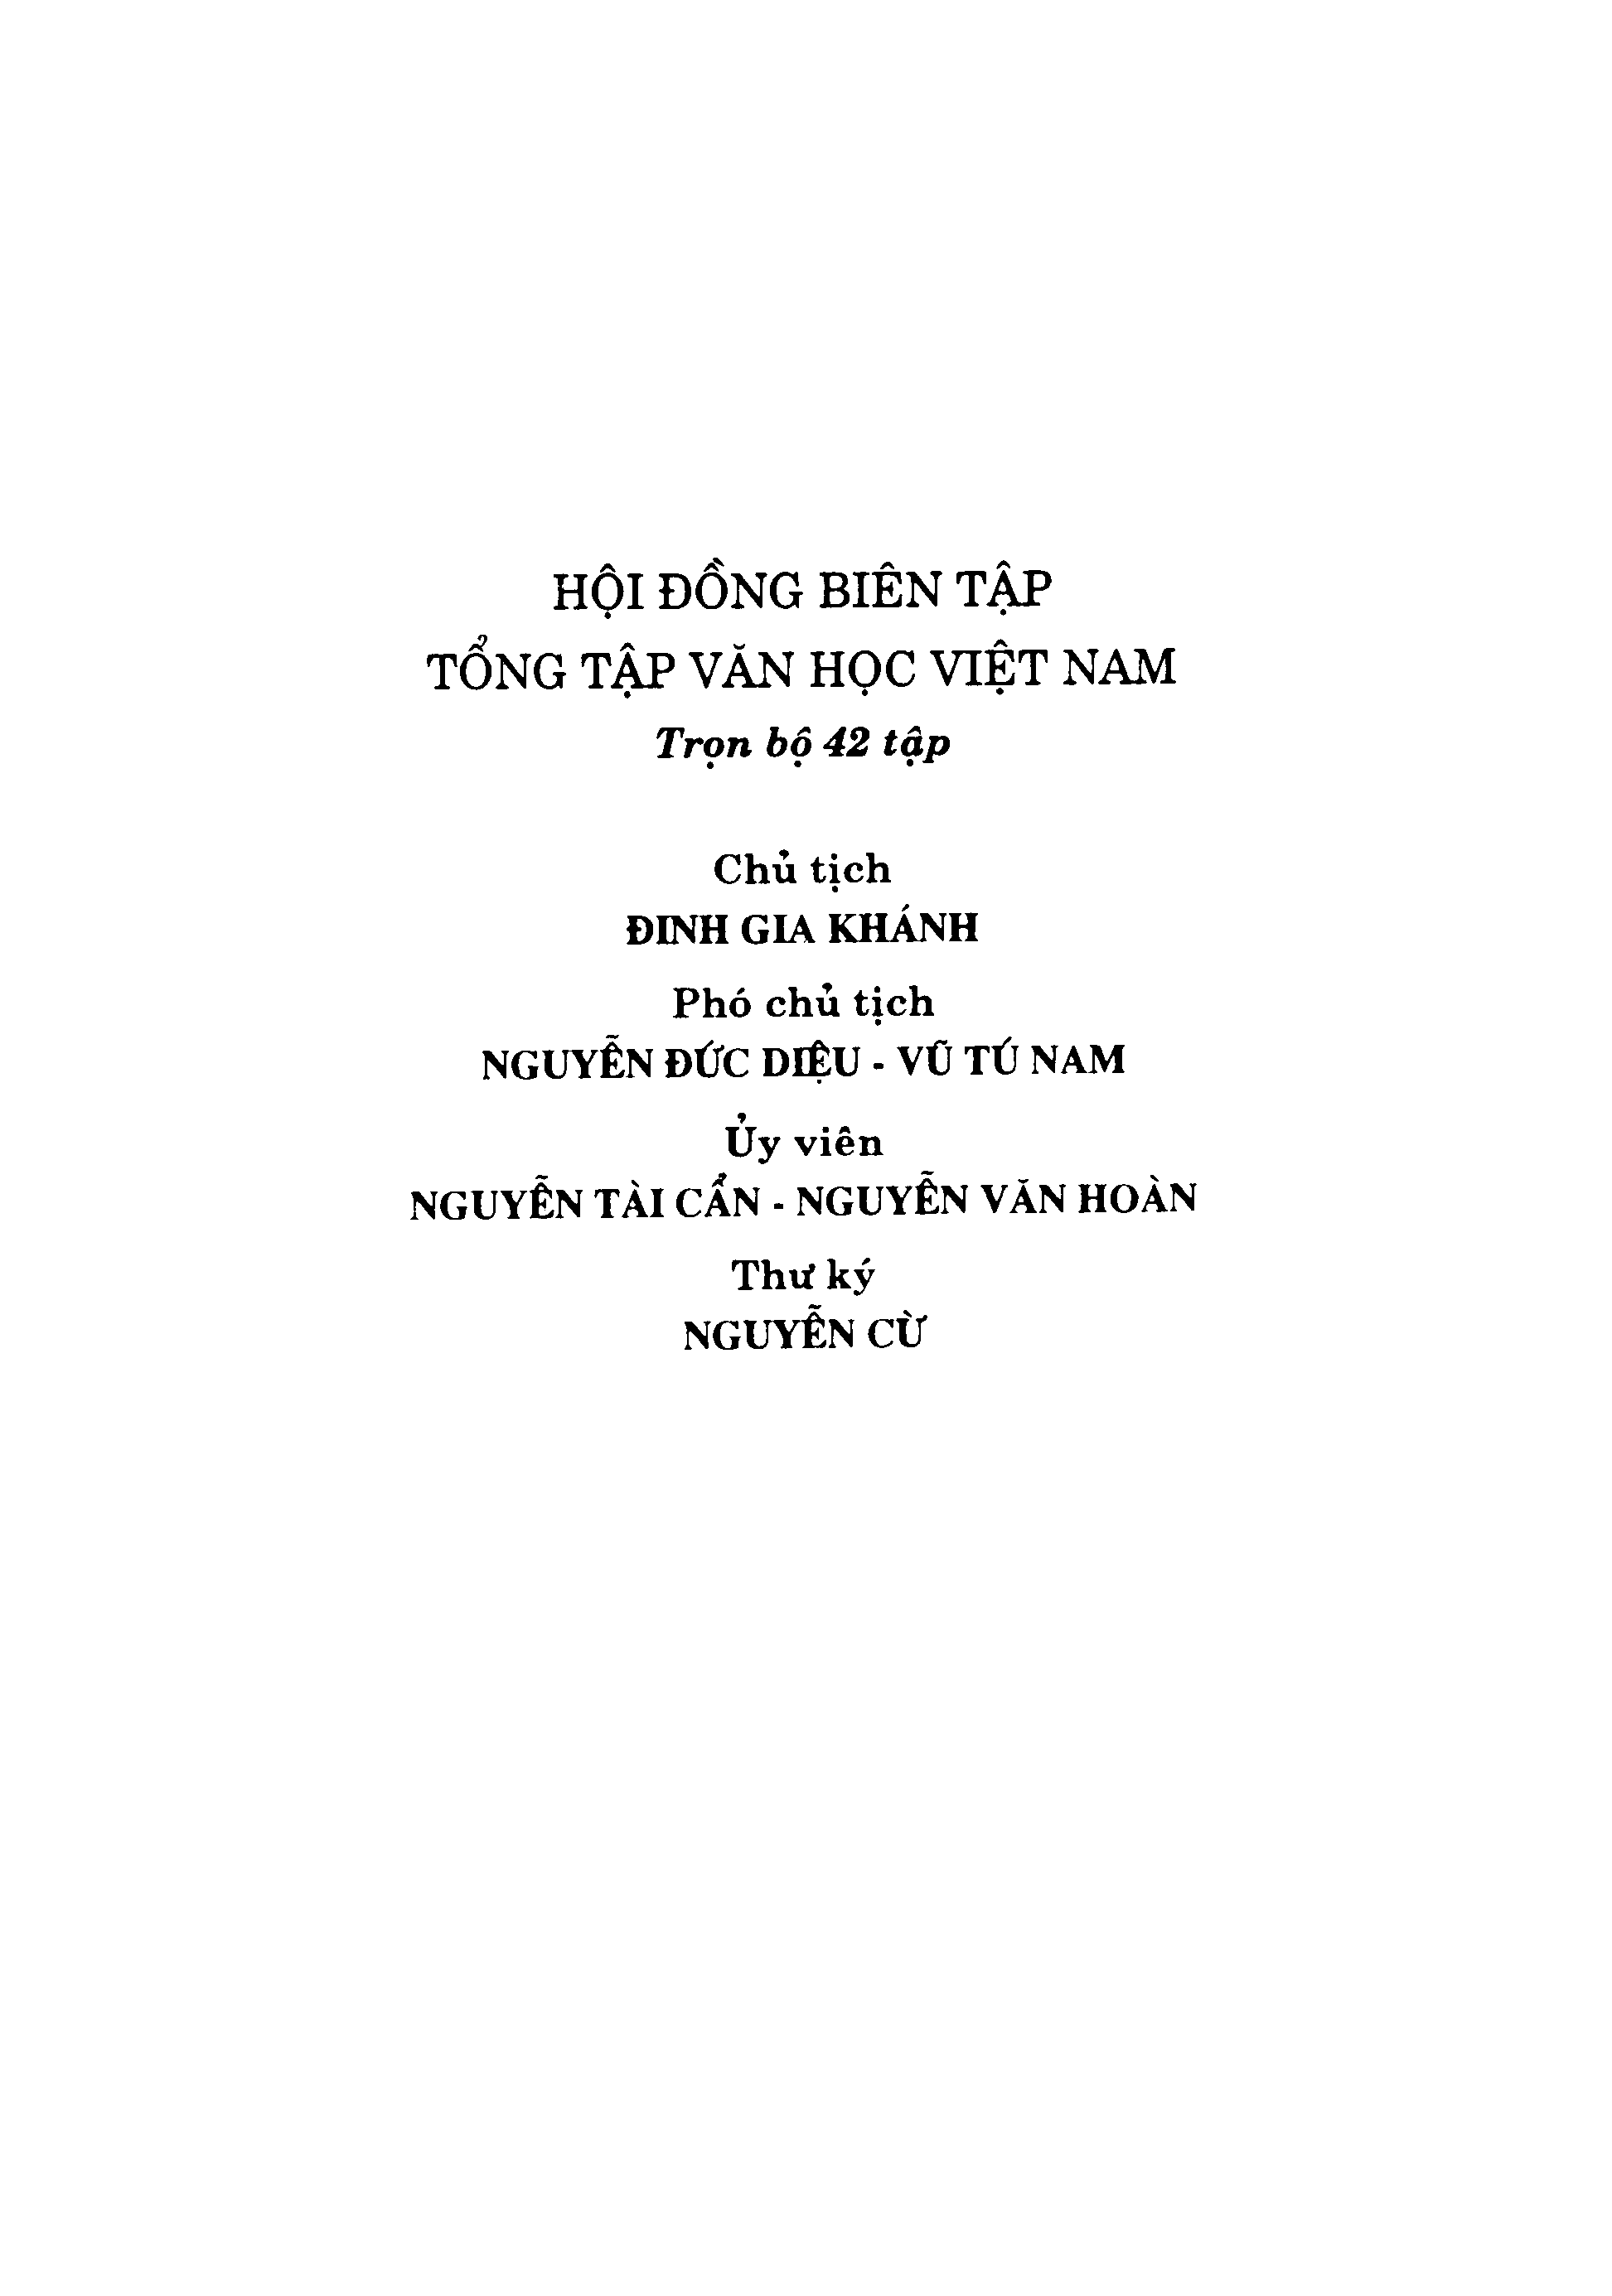 HỘI ĐỒNG BIÊN TẬP
TỔNG TẬP VĂN HỌC VIỆT NAM
Trọn bộ 42 tập
Chủ tịch
ĐINH GIA KHÁNH
Phó chủ tịch
NGUYỄN ĐỨC DIỆU - VŨ TÚ NAM
Ủy viên
NGUYỄN TÀI CẨN - NGUYỄN VĂN HOÀN
Thư ký
NGUYỄN CỪ